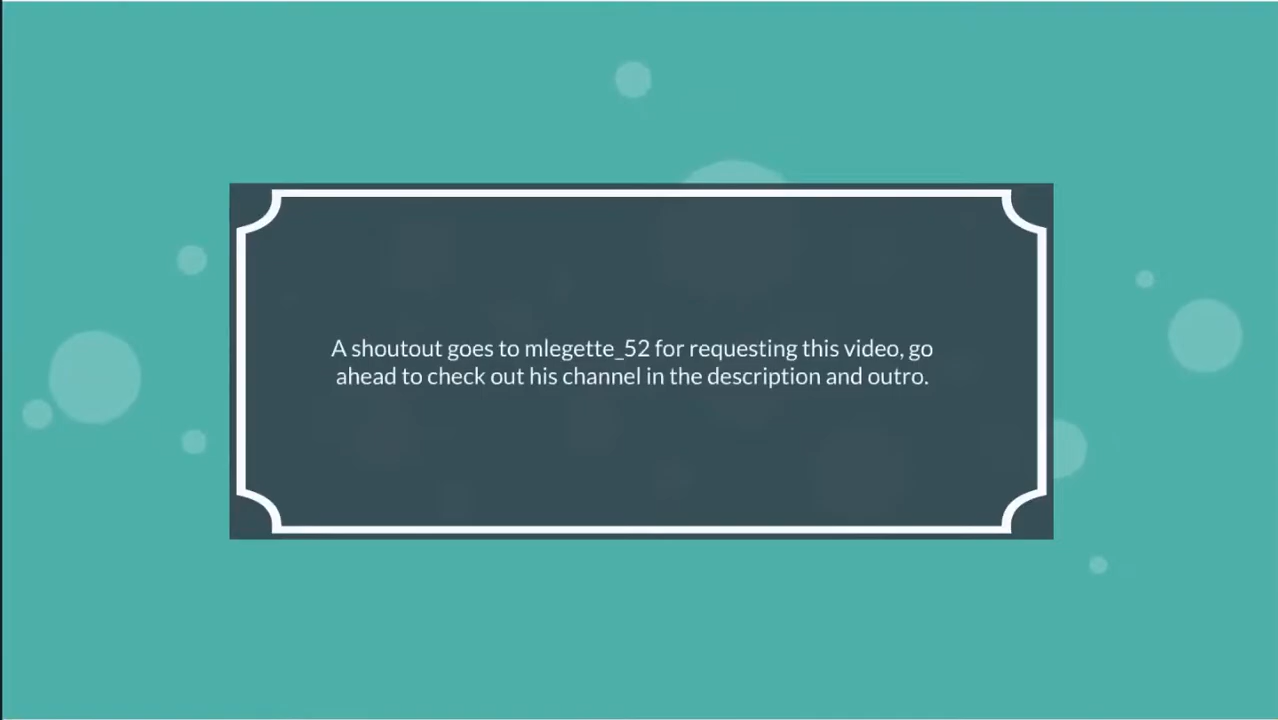 A shoutout goes to mlegette_52 for requesting this video, go
ahead to check out his channel in the description and outro.